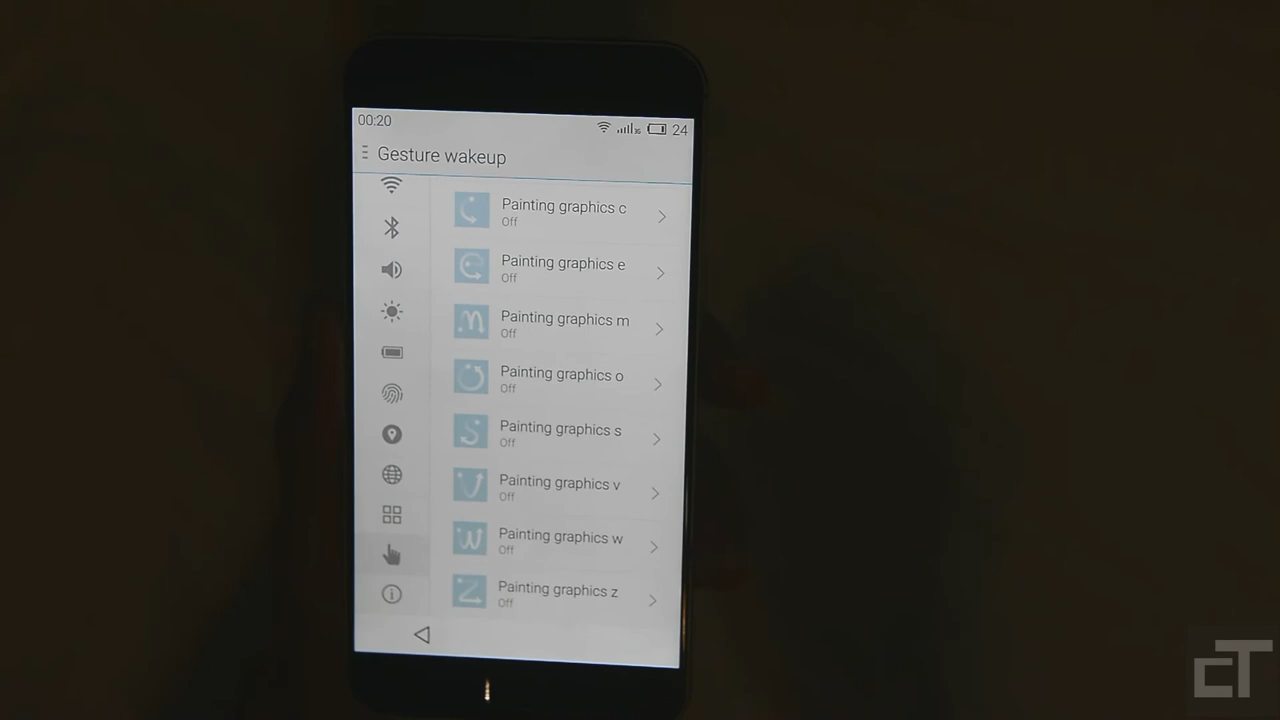 00:20
24
Gesture wakeup
Painting graphics c
Off
Painting graphics e
Off
Painting graphics m
Off
Painting graphics o
Off
Painting graphics s
Off
Painting graphics v
Off
Painting graphics w
Off
Painting graphics z
Off
cT